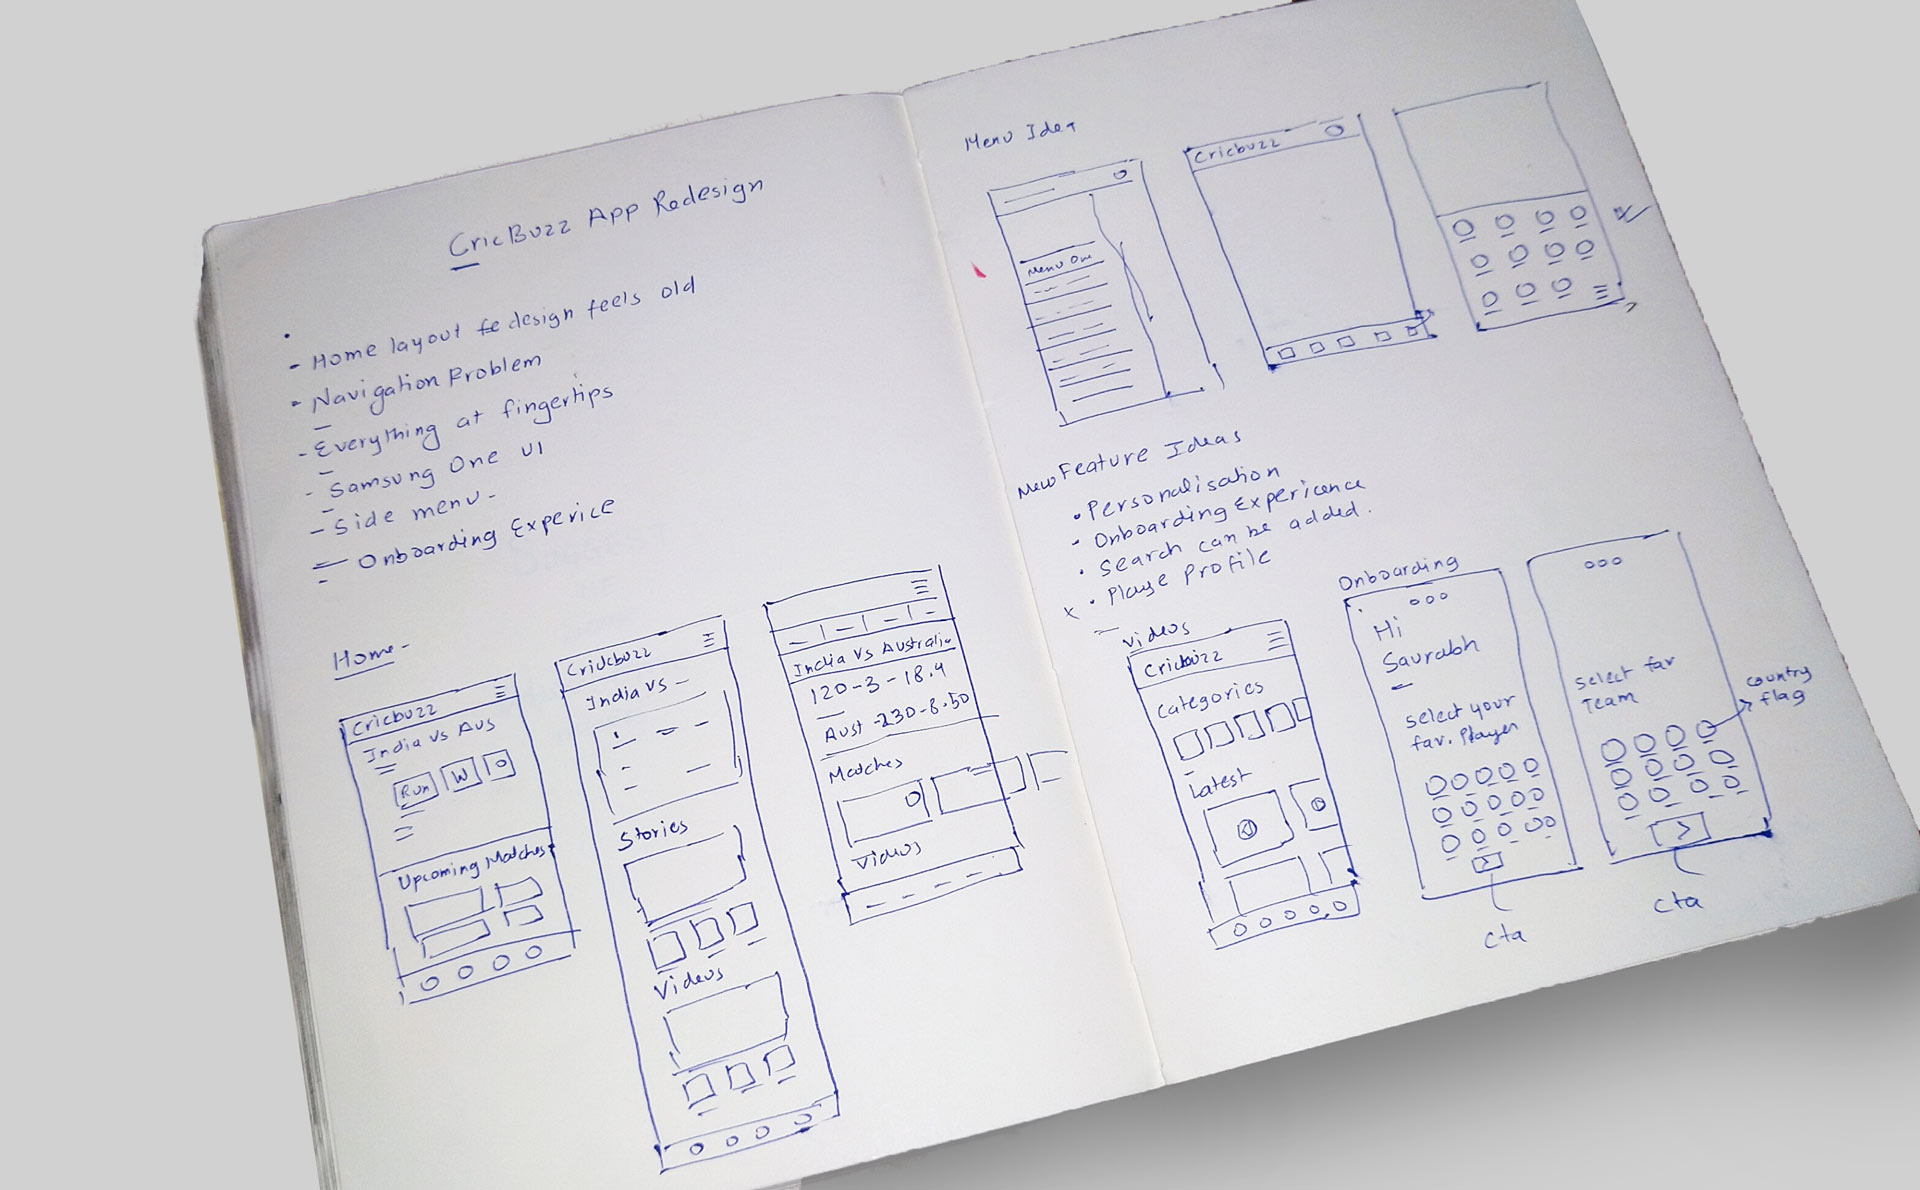 CricBuzz App Redesign
- Home layout fe design feels old
- Navigation Problem
- Everything at fingertips
- Samsung One UI
- Side menu -
- Onboarding Experice
Home -
Cricbuzz
India vs Aus
Run W O
Upcoming Matches
Cridcbuzz
India vs -
Stories
Videos
India Vs Australia
120-3-18.4
Aust -230-8.50
Matches
Videos
Menu Idea
Menu One
Cricbuzz
New Feature Ideas
• Personalisation
• Onboarding Experience
• Search can be added.
x • Playe Profile
Videos
Cricbuzz
Categories
Latest
Onboarding
Hi
Saurabh
Select your
fav. Player
Cta
Select fav
Team
country
flag
Cta